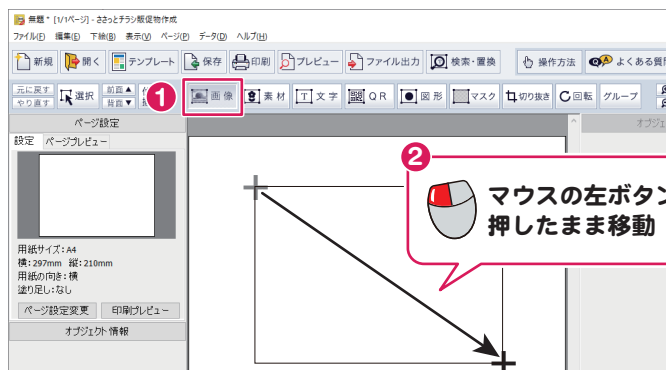 無題 * [1/1ページ] - ささっとチラシ販促物作成
ファイル(F) 編集(E) 下絵(B) 表示(V) ページ(P) データ(D) ヘルプ(H)
新規 開く テンプレート 保存 印刷 プレビュー ファイル出力 検索・置換 操作方法 Q&A よくある質問
元に戻す 選択 前面▲ 1 画像 素材 T 文字 QR 図形 マスク 切り抜き 回転 グループ
やり直す 背面▼
ページ設定
オブジェ
設定 ページプレビュー
2
マウスの左ボタン
押したまま移動
用紙サイズ：A4
横：297mm 縦：210mm
用紙の向き：横
塗り足し：なし
ページ設定変更 印刷プレビュー
オブジェクト情報